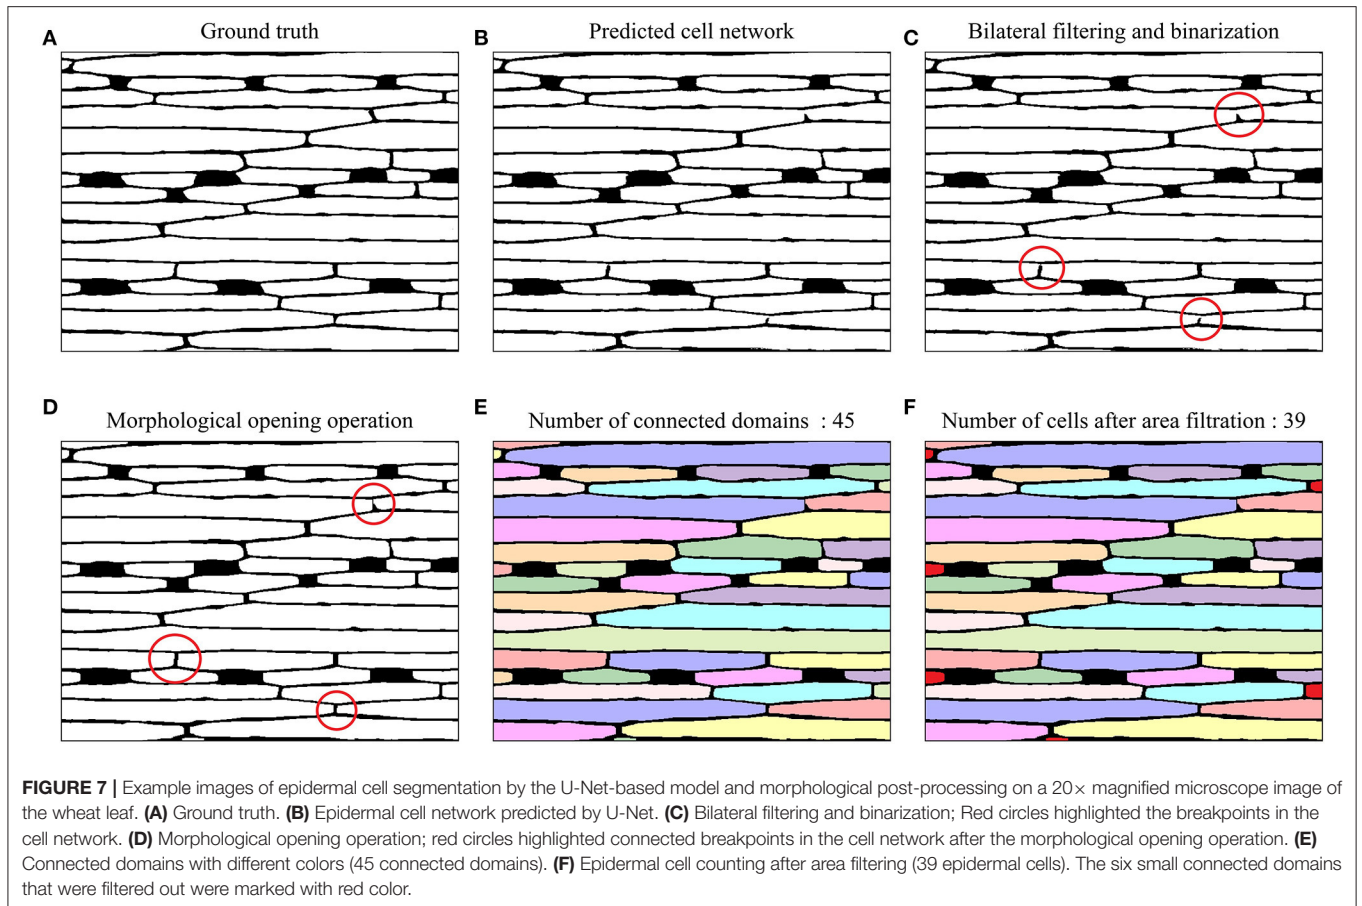 A
Ground truth
B
Predicted cell network
C
Bilateral filtering and binarization
D
Morphological opening operation
E
Number of connected domains : 45
F
Number of cells after area filtration : 39
FIGURE 7 | Example images of epidermal cell segmentation by the U-Net-based model and morphological post-processing on a 20× magnified microscope image of
the wheat leaf. (A) Ground truth. (B) Epidermal cell network predicted by U-Net. (C) Bilateral filtering and binarization; Red circles highlighted the breakpoints in the
cell network. (D) Morphological opening operation; red circles highlighted connected breakpoints in the cell network after the morphological opening operation. (E)
Connected domains with different colors (45 connected domains). (F) Epidermal cell counting after area filtering (39 epidermal cells). The six small connected domains
that were filtered out were marked with red color.